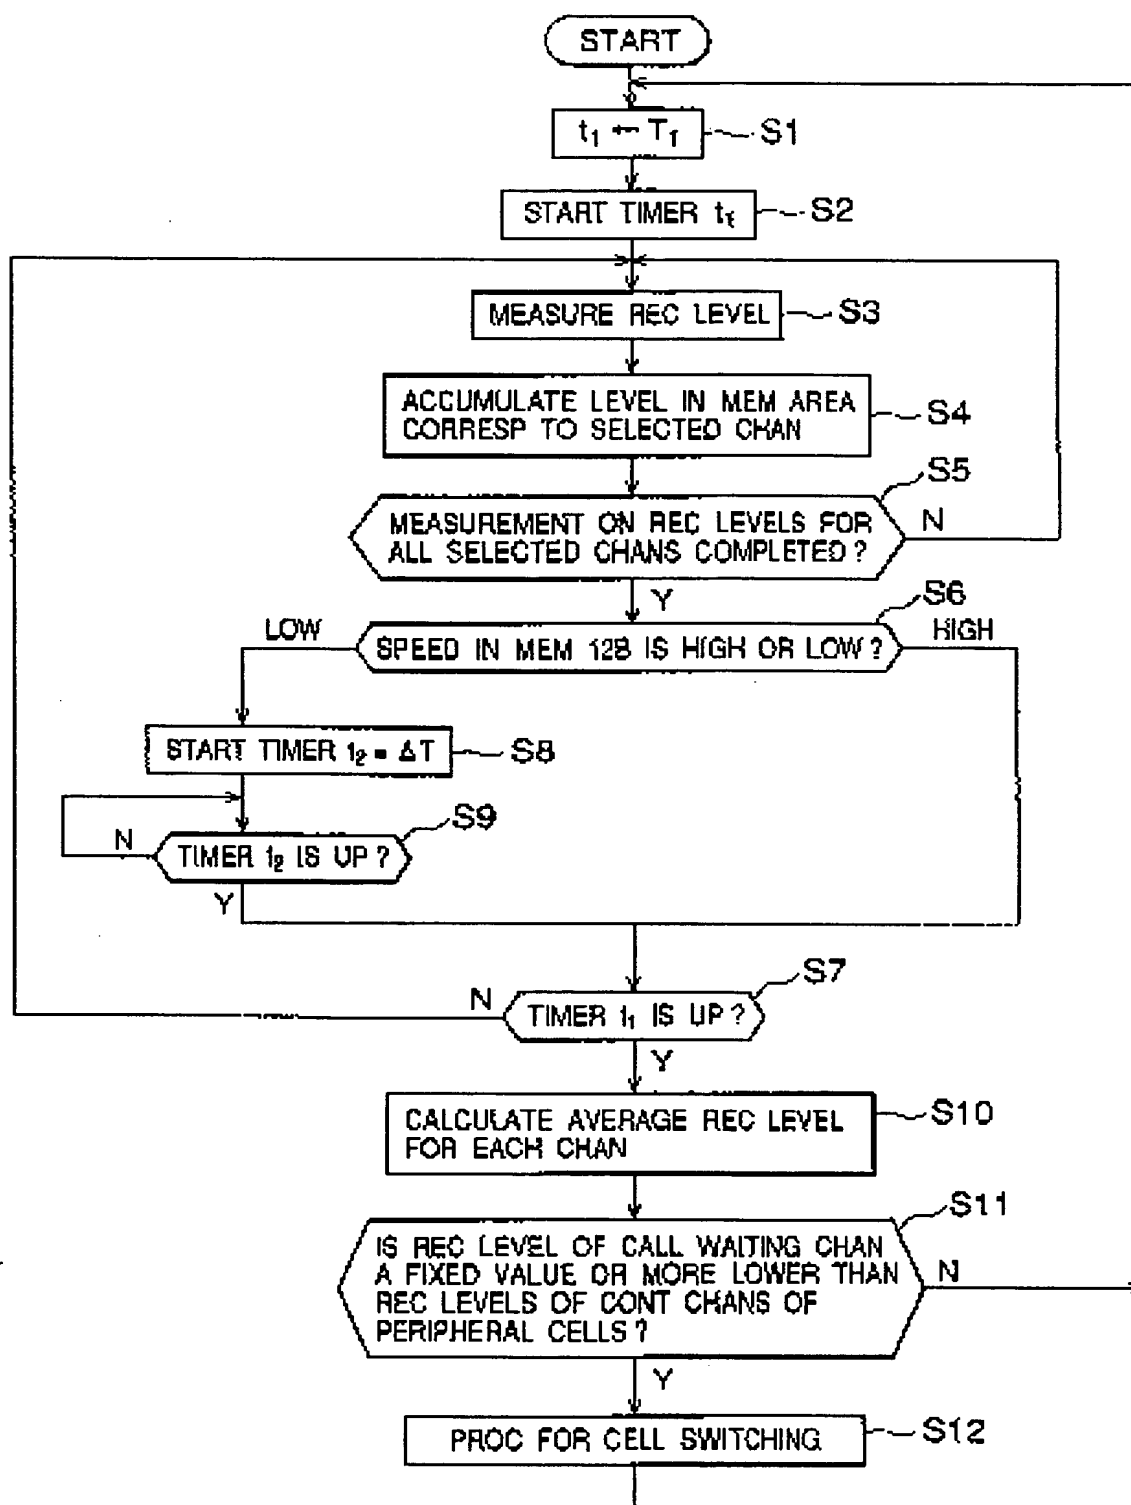 START
t1 ← T1 S1
START TIMER t1 S2
MEASURE REC LEVEL S3
ACCUMULATE LEVEL IN MEM AREA
CORRESP TO SELECTED CHAN
S4
S5
MEASUREMENT ON REC LEVELS FOR
ALL SELECTED CHANS COMPLETED?
N
Y
S6
LOW
SPEED IN MEM 12B IS HIGH OR LOW?
HIGH
START TIMER t2 = ΔT S8
S9
N
TIMER t2 IS UP?
Y
S7
N
TIMER t1 IS UP?
Y
CALCULATE AVERAGE REC LEVEL
FOR EACH CHAN
S10
S11
IS REC LEVEL OF CALL WAITING CHAN
A FIXED VALUE OR MORE LOWER THAN
REC LEVELS OF CONT CHANS OF
PERIPHERAL CELLS?
N
Y
PROC FOR CELL SWITCHING S12